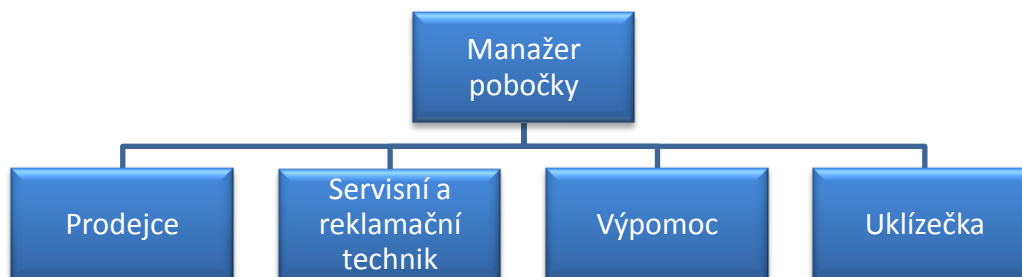 Manažer
pobočky
Prodejce
Servisní a
reklamační
technik
Výpomoc
Uklízečka